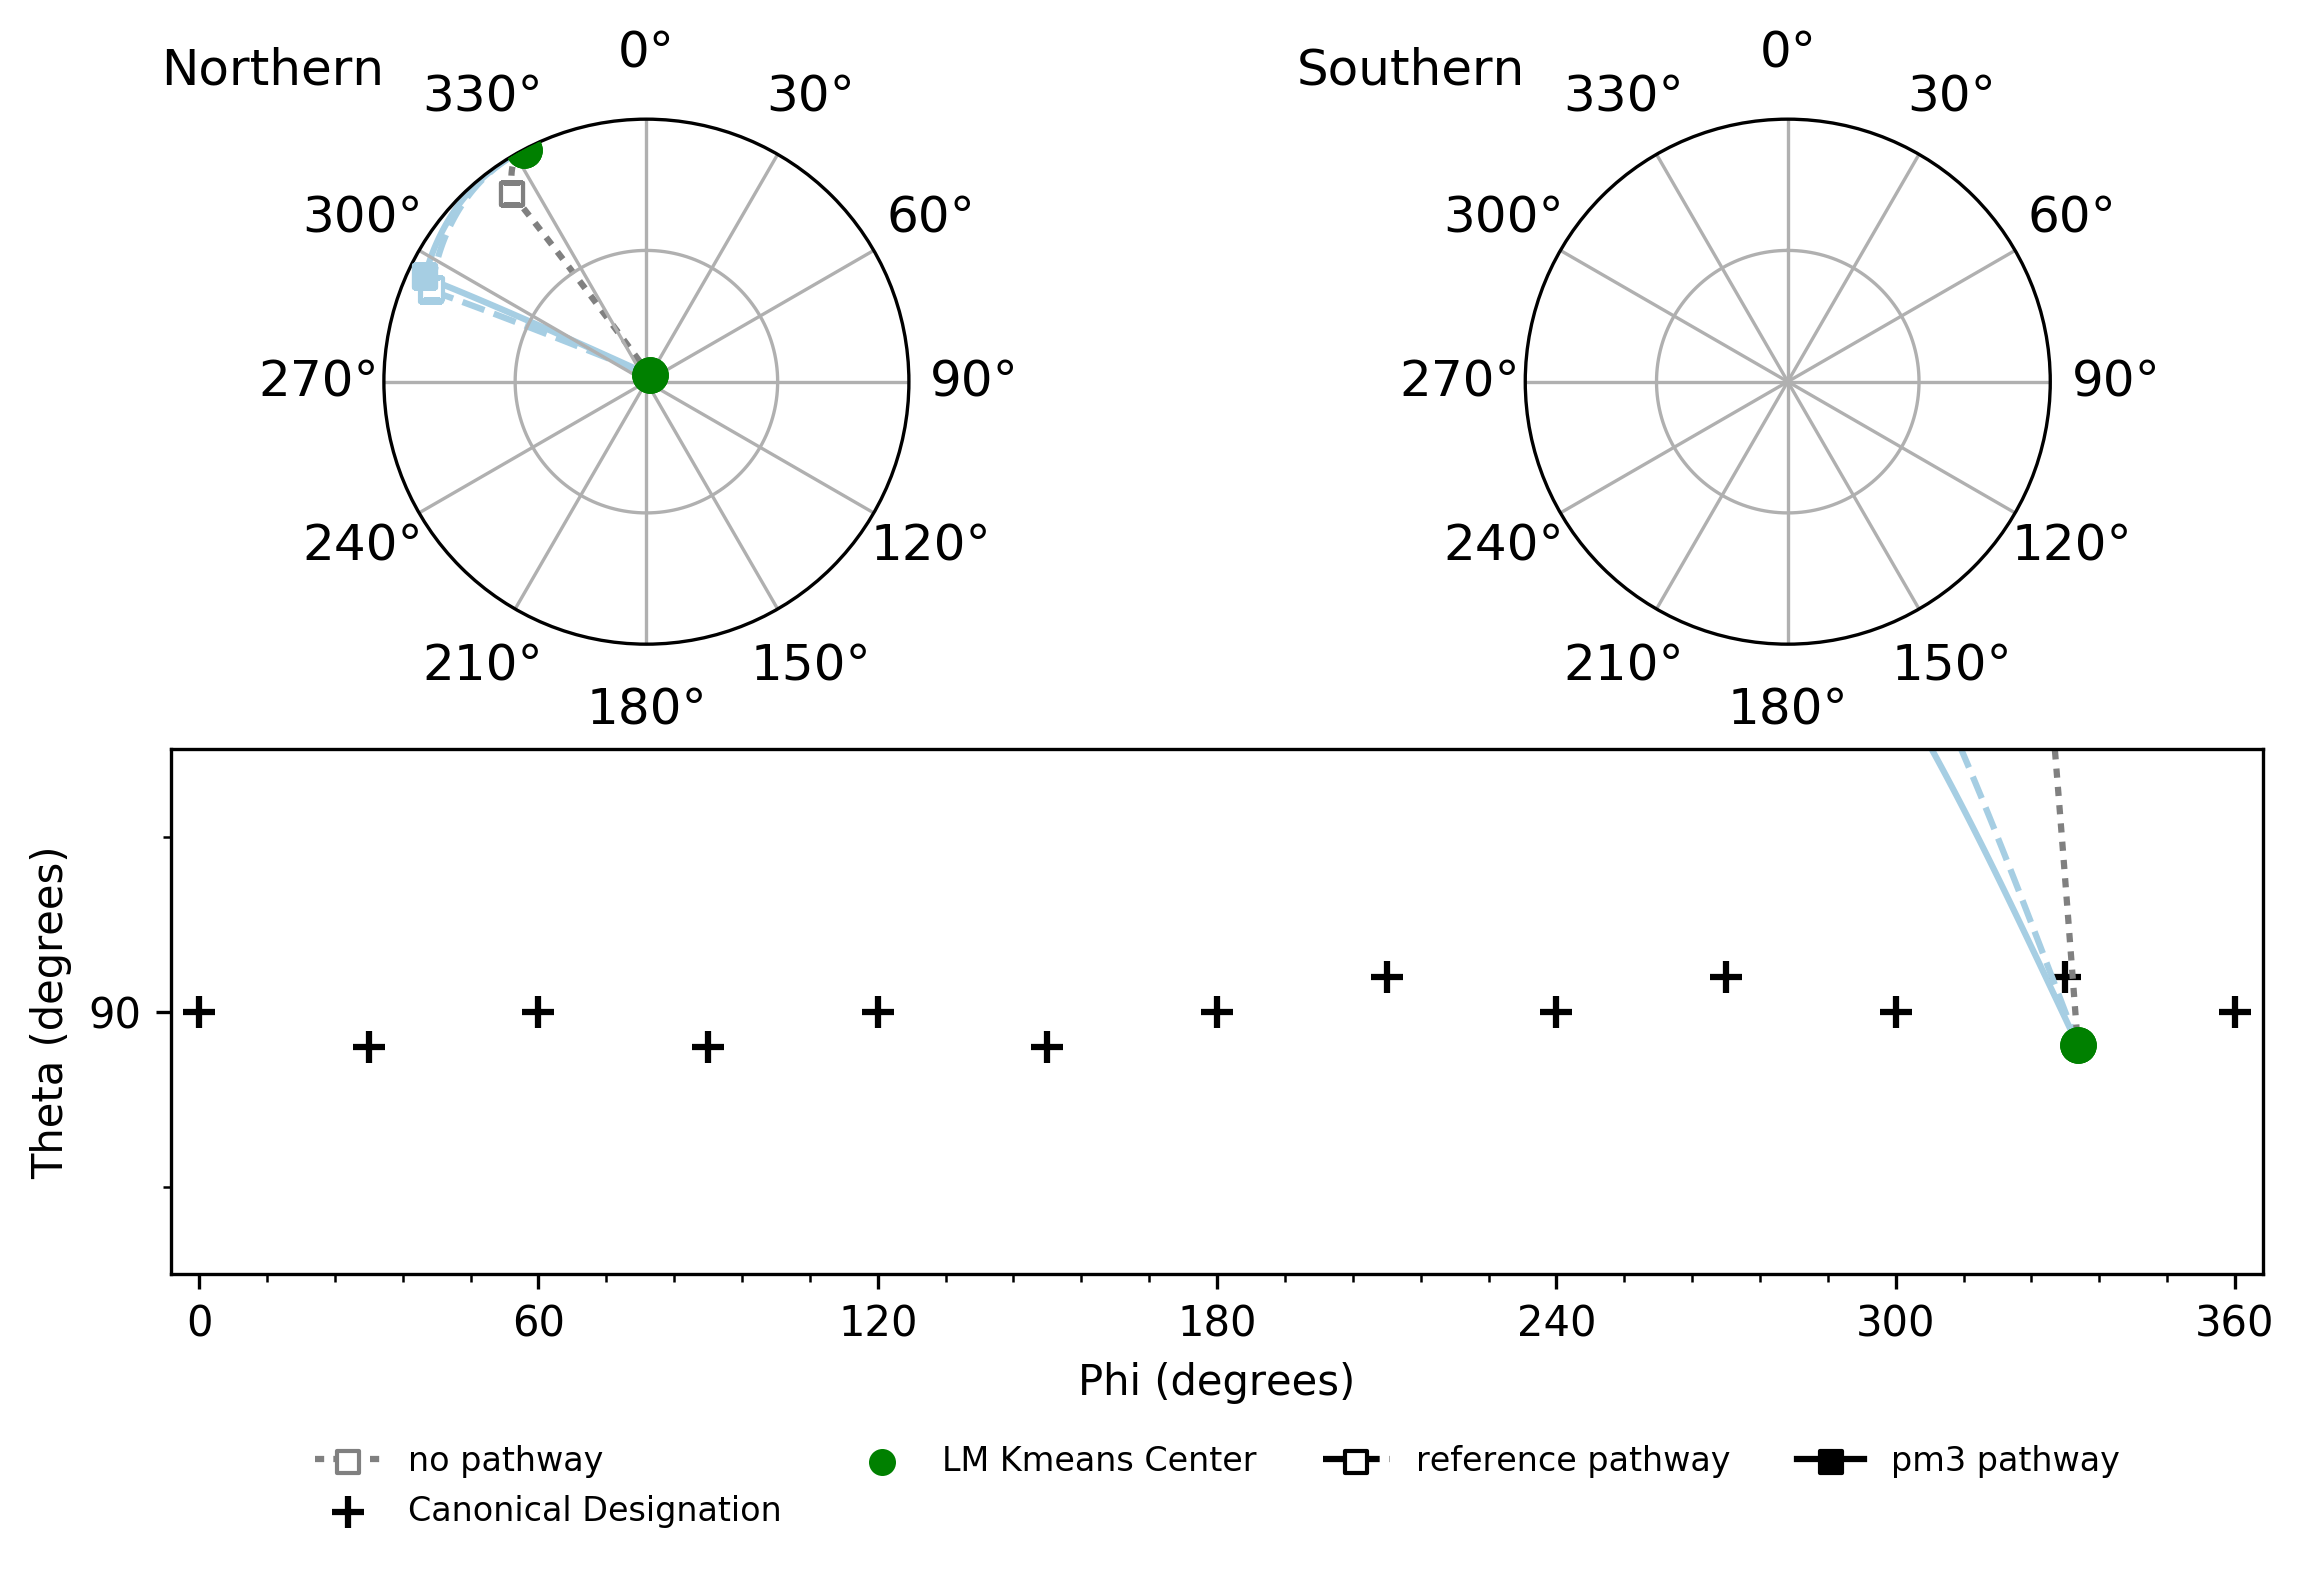 Northern
0°
30°
60°
90°
120°
150°
180°
210°
240°
270°
300°
330°
Southern
0°
30°
60°
90°
120°
150°
180°
210°
240°
270°
300°
330°
Theta (degrees)
90
0 60 120 180 240 300 360
Phi (degrees)
no pathway
Canonical Designation
LM Kmeans Center
reference pathway
pm3 pathway